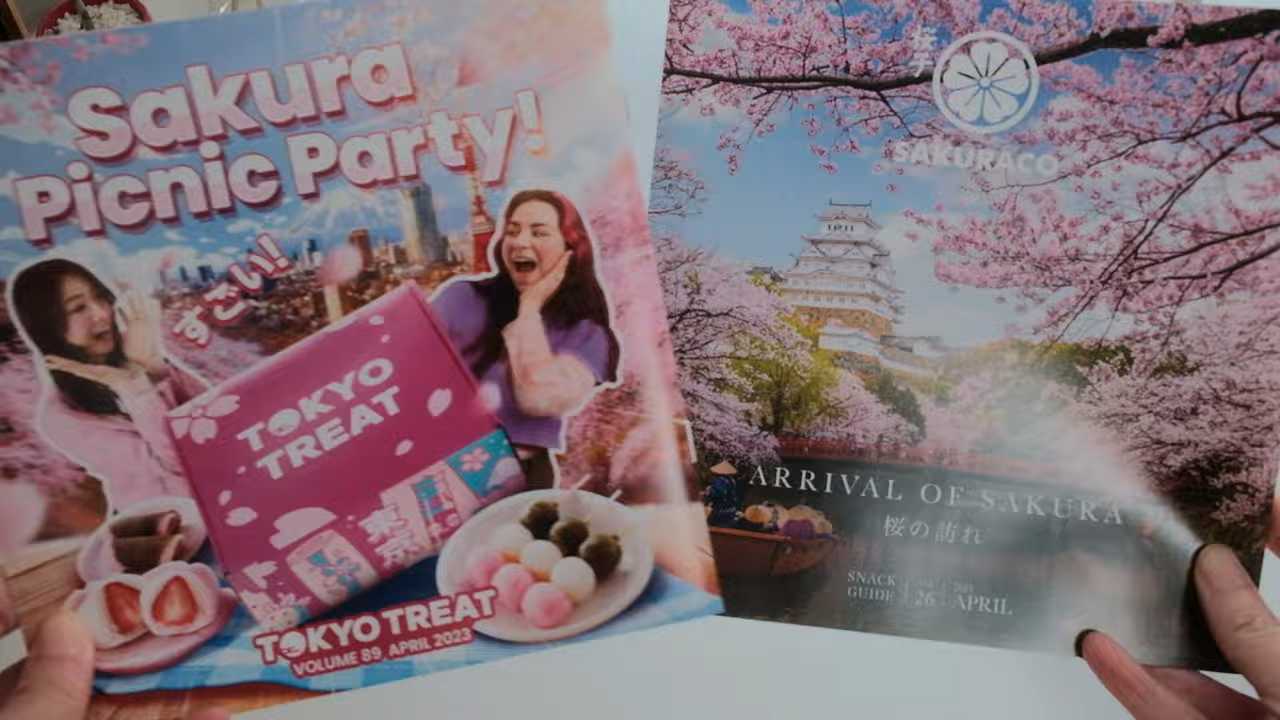 Sakura
Picnic Party!
すごい!
TOKYO
TREAT
東京
TOKYO TREAT
VOLUME 89 APRIL 2023
SAKURACO
ARRIVAL OF SAKURA
桜の訪れ
SNACK
GUIDE
26
APRIL